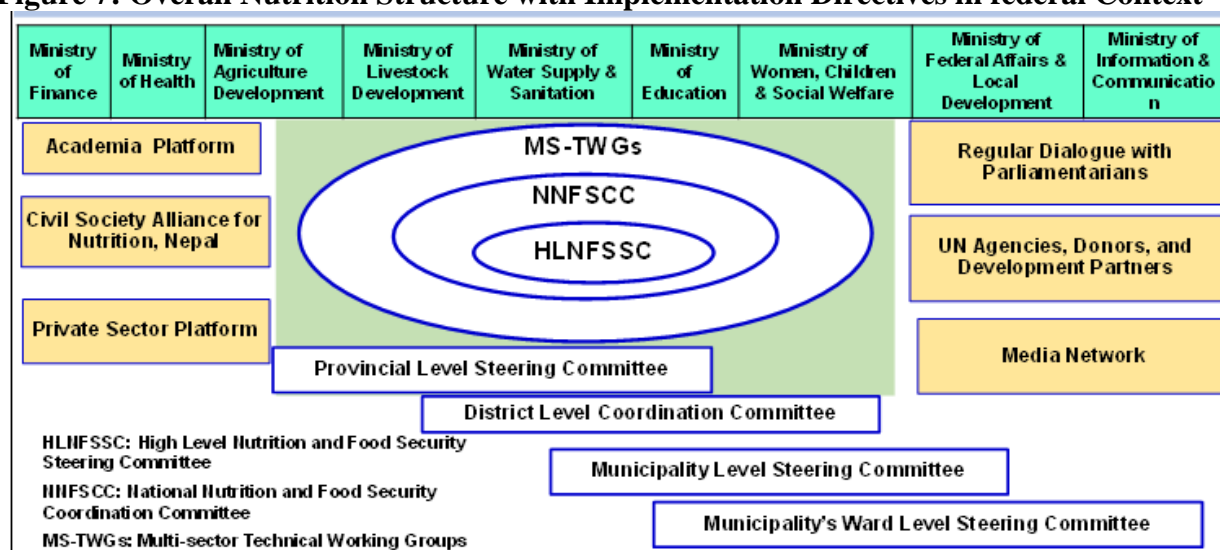 Figure 7: Overall Nutrition Structure with Implementation Directives in federal Context
Ministry
of
Finance
Ministry
of Health
Ministry of
Agriculture
Development
Ministry of
Livestock
Development
Ministry of
Water Supply &
Sanitation
Ministry
of
Education
Ministry of
Women, Children
& Social Welfare
Ministry of
Federal Affairs &
Local
Development
Ministry of
Information &
Communicatio
n
Academia Platform
Civil Society Alliance for
Nutrition, Nepal
Private Sector Platform
MS-TWGs
NNFSCC
HLNFSSC
Regular Dialogue with
Parliamentarians
UN Agencies, Donors, and
Development Partners
Media Network
Provincial Level Steering Committee
District Level Coordination Committee
Municipality Level Steering Committee
Municipality's Ward Level Steering Committee
HLNFSSC: High Level Nutrition and Food Security
Steering Committee
NNFSCC: National Nutrition and Food Security
Coordination Committee
MS-TWGs: Multi-sector Technical Working Groups